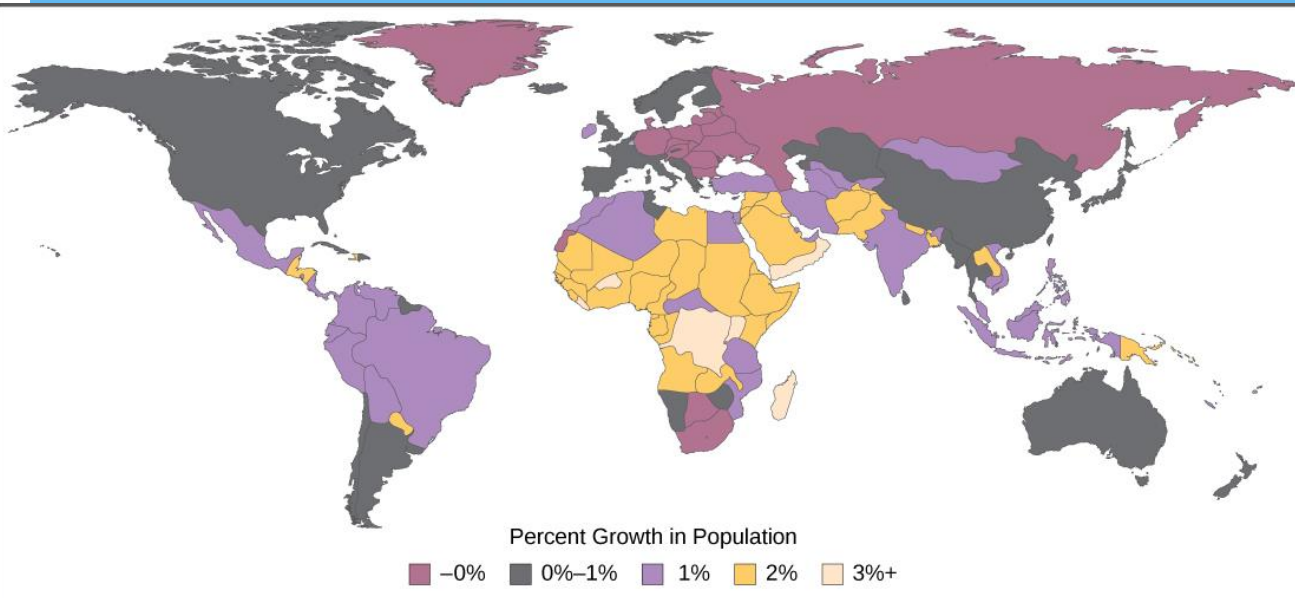 Percent Growth in Population
–0% 0%–1% 1% 2% 3%+